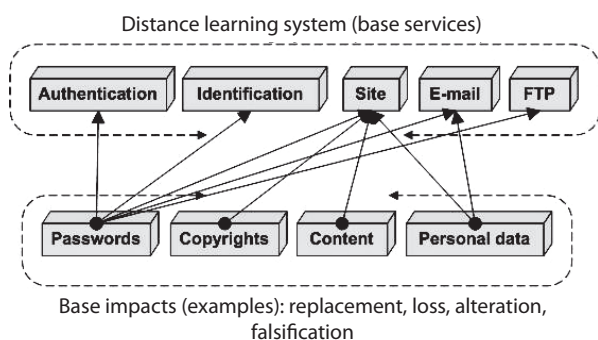 Distance learning system (base services)
Authentication Identification Site E-mail FTP
Passwords Copyrights Content Personal data
Base impacts (examples): replacement, loss, alteration,
falsification